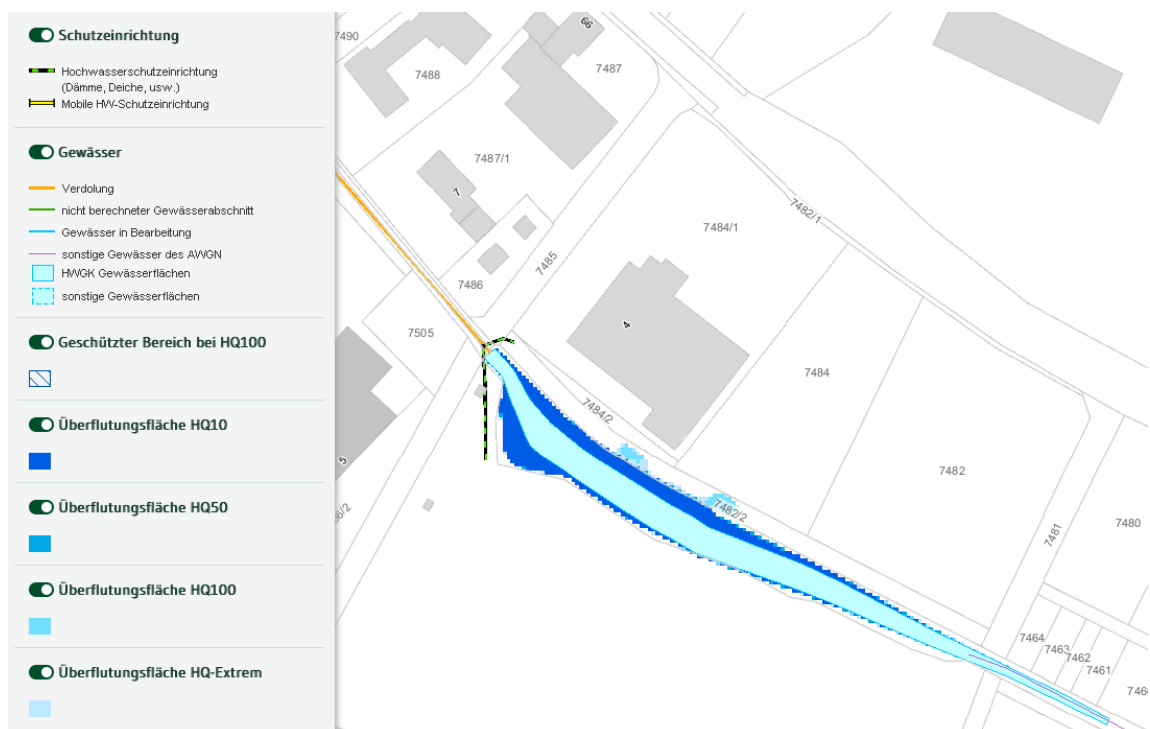 Schutzeinrichtung
Hochwasserschutzeinrichtung
(Dämme, Deiche, usw.)
Mobile HW-Schutzeinrichtung
Gewässer
Verdolung
nicht berechneter Gewässerabschnitt
Gewässer in Bearbeitung
sonstige Gewässer des AWGN
HWGK Gewässerflächen
sonstige Gewässerflächen
Geschützter Bereich bei HQ100
Überflutungsfläche HQ10
Überflutungsfläche HQ50
Überflutungsfläche HQ100
Überflutungsfläche HQ-Extrem
7490
66
7488
7487
7487/1
7
7482/1
7484/1
7485
7486
4
7505
7484
7484/2
5
7482
7482/2
6/2
7481
7480
7464
7463
7462
7461
746